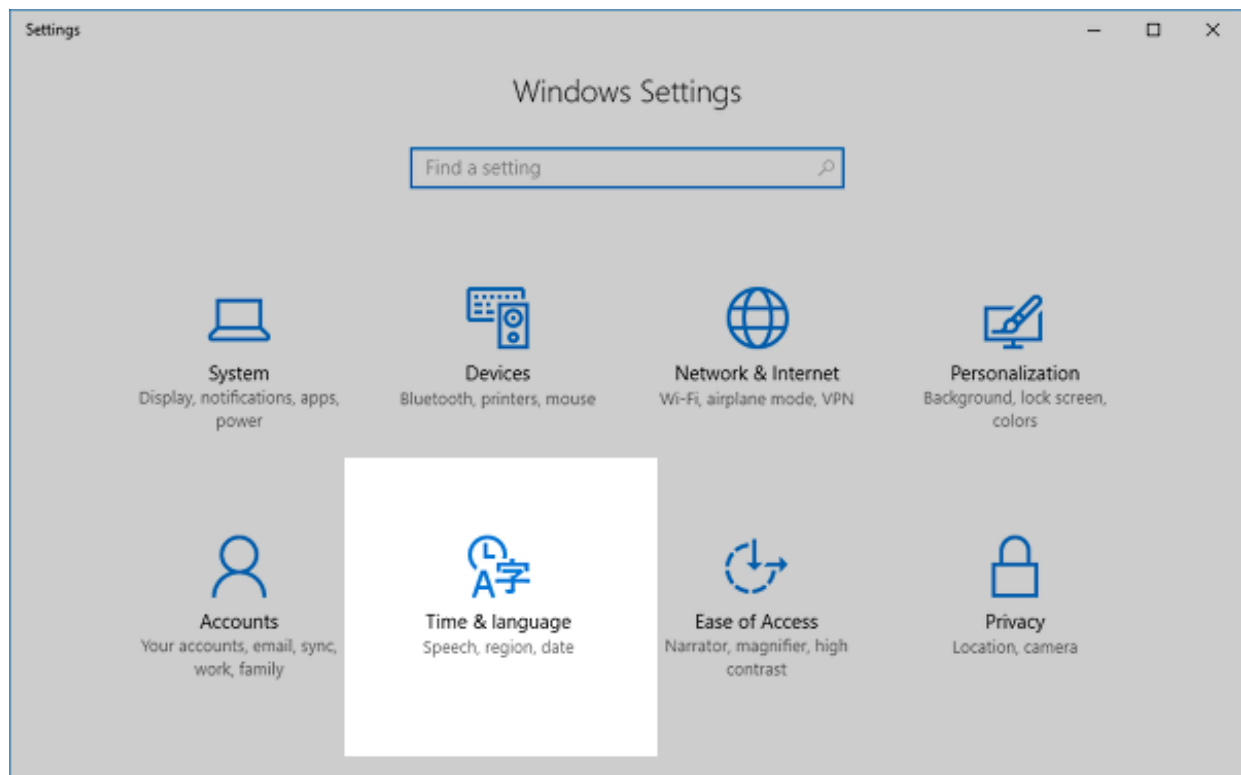 Settings
Windows Settings
Find a setting
System
Display, notifications, apps,
power
Devices
Bluetooth, printers, mouse
Network & Internet
Wi-Fi, airplane mode, VPN
Personalization
Background, lock screen,
colors
Accounts
Your accounts, email, sync,
work, family
A字
Time & language
Speech, region, date
Ease of Access
Narrator, magnifier, high
contrast
Privacy
Location, camera